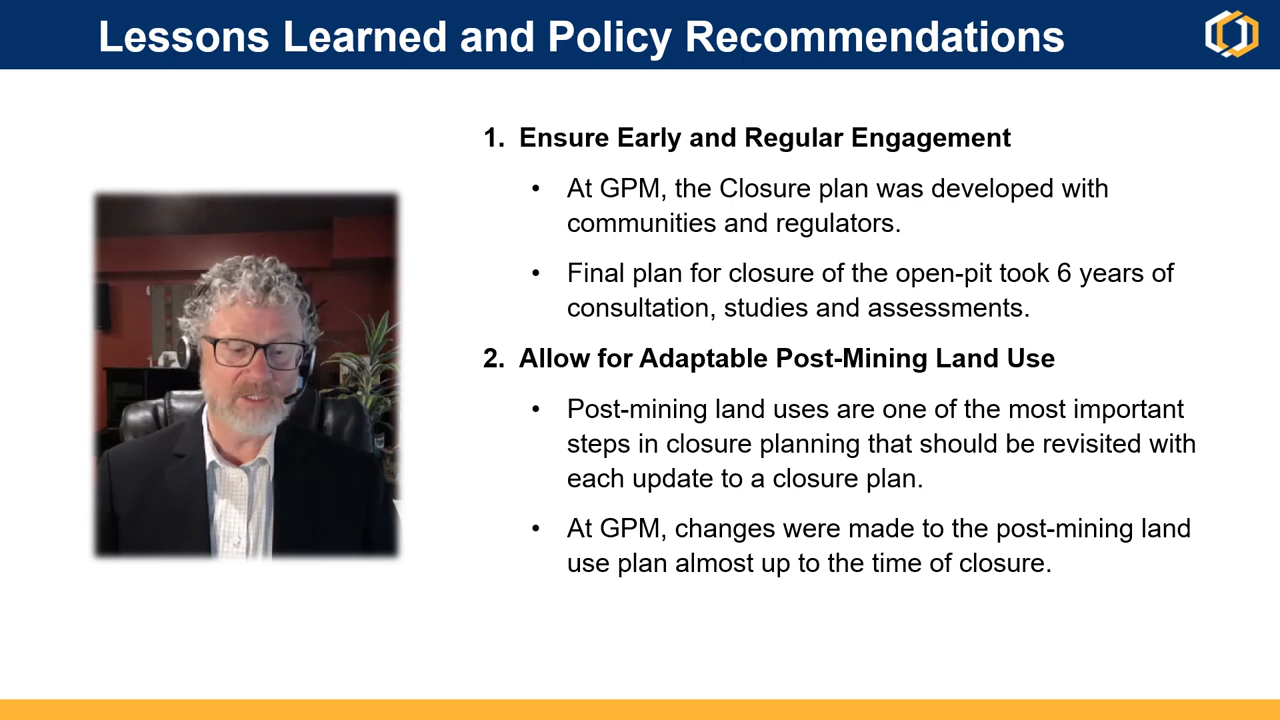 Lessons Learned and Policy Recommendations
1. Ensure Early and Regular Engagement
• At GPM, the Closure plan was developed with
communities and regulators.
• Final plan for closure of the open-pit took 6 years of
consultation, studies and assessments.
2. Allow for Adaptable Post-Mining Land Use
• Post-mining land uses are one of the most important
steps in closure planning that should be revisited with
each update to a closure plan.
• At GPM, changes were made to the post-mining land
use plan almost up to the time of closure.